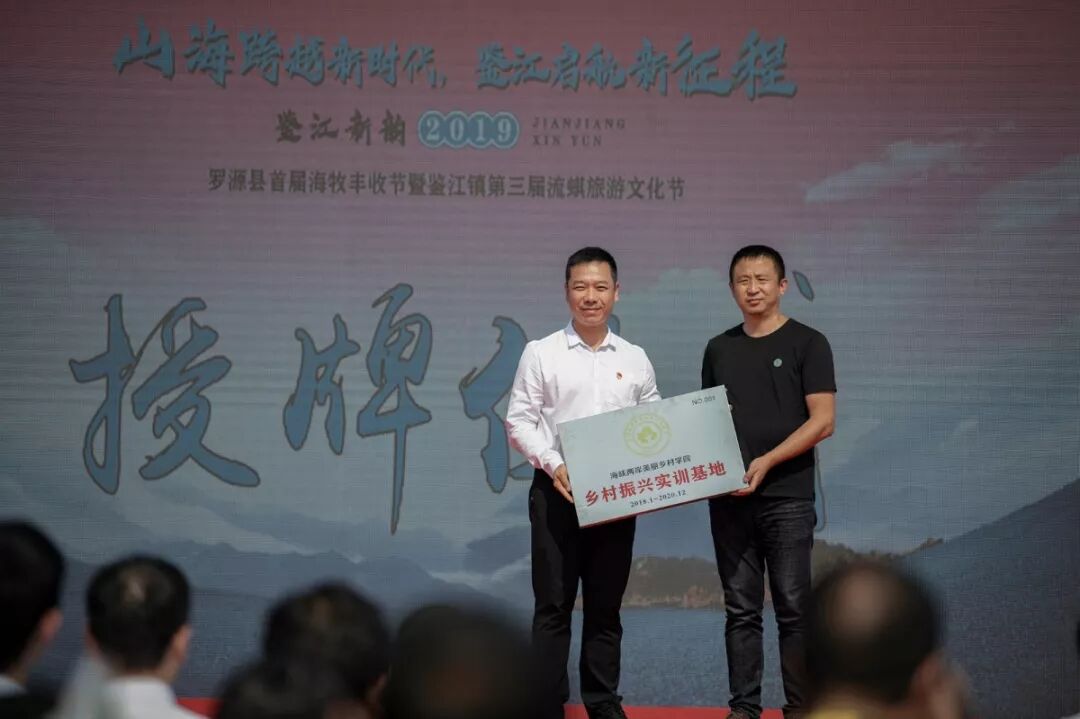 山海跨越新时代，鉴江启航新征程
鉴江新韵 2019 JIANJIANG
XIN YUN
罗源县首届海牧丰收节暨鉴江镇第三届流蜞旅游文化节
授牌仪式
NO.001
海峡两岸美丽乡村学院
乡村振兴实训基地
2018.1~2020.12